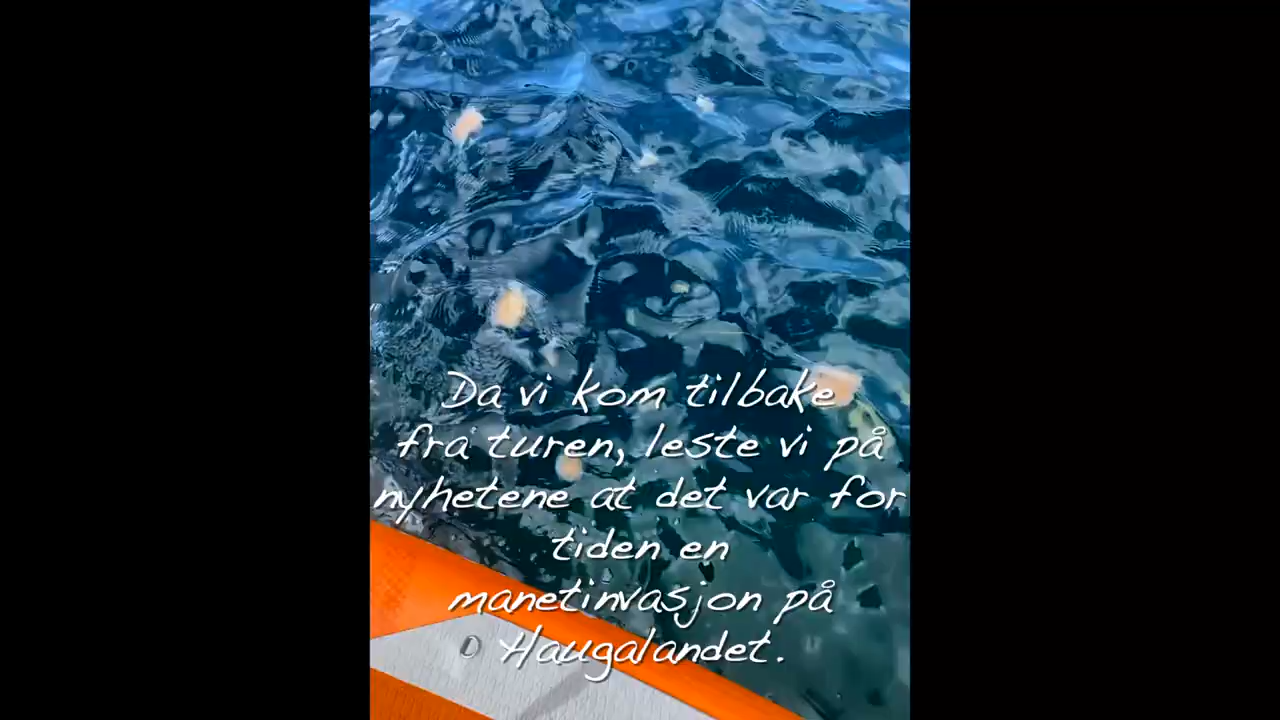 Da vi kom tilbake
fra turen, leste vi på
nyhetene at det var for
tiden en
manetinvasjon på
Haugalandet.